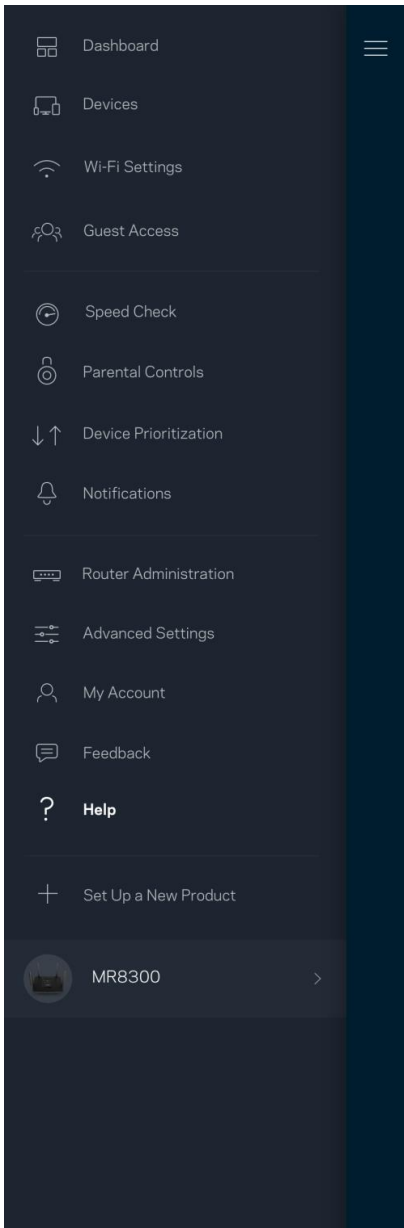 Dashboard
Devices
Wi-Fi Settings
Guest Access
Speed Check
Parental Controls
Device Prioritization
Notifications
Router Administration
Advanced Settings
My Account
Feedback
? Help
Set Up a New Product
MR8300